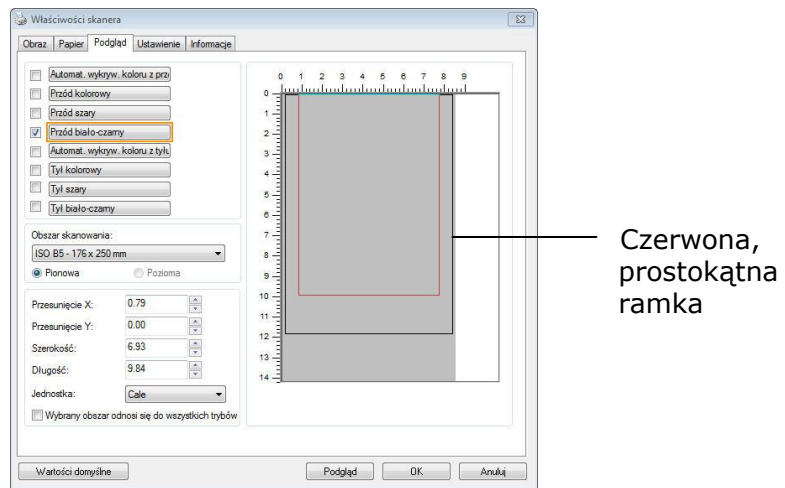 Właściwości skanera
Obraz Papier Podgląd Ustawienie Informacje
Automat. wykryw. koloru z prz
Przód kolorowy
Przód szary
Przód biało-czarny
Automat. wykryw. koloru z tyłu
Tył kolorowy
Tył szary
Tył biało-czarny
Obszar skanowania:
ISO B5 - 176 x 250 mm
Pionowa Pozioma
Przesunięcie X: 0.79
Przesunięcie Y: 0.00
Szerokość: 6.93
Długość: 9.84
Jednostka: Cale
Wybrany obszar odnosi się do wszystkich trybów
0 1 2 3 4 5 6 7 8 9
0
1
2
3
4
5
6
7
8
9
10
11
12
13
14
Czerwona,
prostokątna
ramka
Wartości domyślne Podgląd OK Anuluj